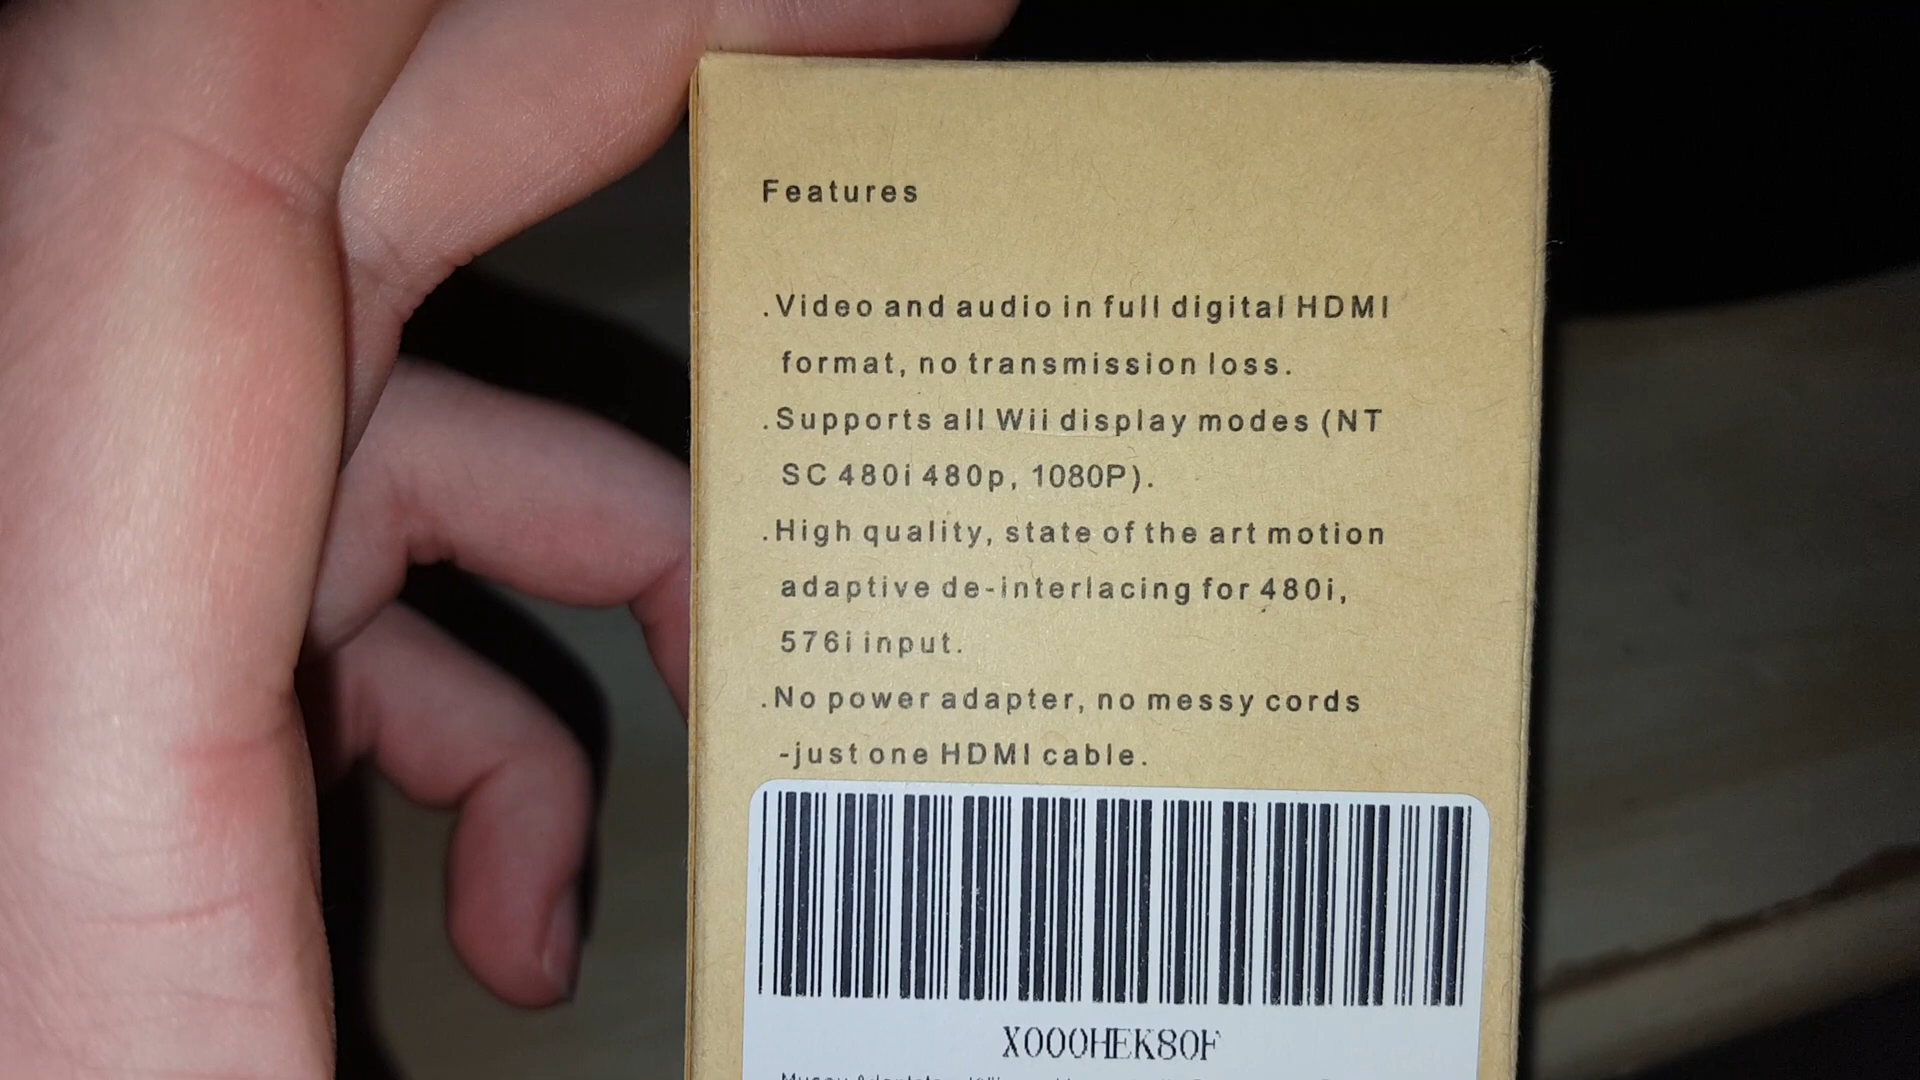 Features
.Video and audio in full digital HDMI
format, no transmission loss.
.Supports all Wii display modes (NT
SC 480i 480p, 1080P).
.High quality, state of the art motion
adaptive de-interlacing for 480i,
576i input.
.No power adapter, no messy cords
-just one HDMI cable.
X000HEK80F